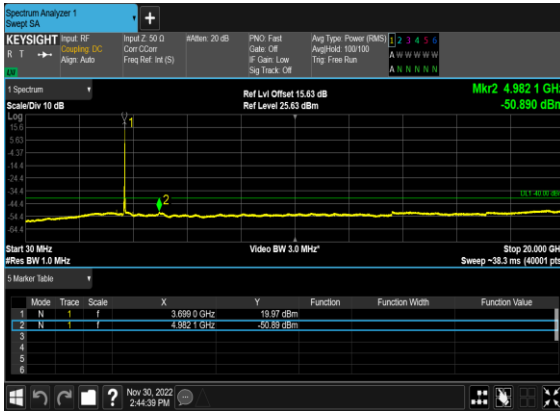 Spectrum Analyzer 1
Swept SA
+
KEYSIGHT
R T
LXI
Input: RF
Coupling: DC
Align: Auto
Input Z: 50 Ω
Corr CCorr
Freq Ref: Int (S)
#Atten: 20 dB
PNO: Fast
Gate: Off
IF Gain: Low
Sig Track: Off
Avg Type: Power (RMS)
Avg|Hold: 100/100
Trig: Free Run
1 2 3 4 5 6
A W W W W W
A N N N N N
1 Spectrum
Scale/Div 10 dB
Log
Ref Lvl Offset 15.63 dB
Ref Level 25.63 dBm
Mkr2 4.982 1 GHz
-50.890 dBm
15.6
5.63
-4.37
-14.4
-24.4
-34.4
-44.4
-54.4
-64.4
1
2
DL1 -40.00 dBm
Start 30 MHz
#Res BW 1.0 MHz
Video BW 3.0 MHz*
Stop 20.000 GHz
Sweep ~38.3 ms (40001 pts)
5 Marker Table
Mode Trace Scale X Y Function Function Width Function Value
1 N 1 f 3.699 0 GHz 19.97 dBm
2 N 1 f 4.982 1 GHz -50.89 dBm
3
4
5
6
?
Nov 30, 2022
2:44:39 PM